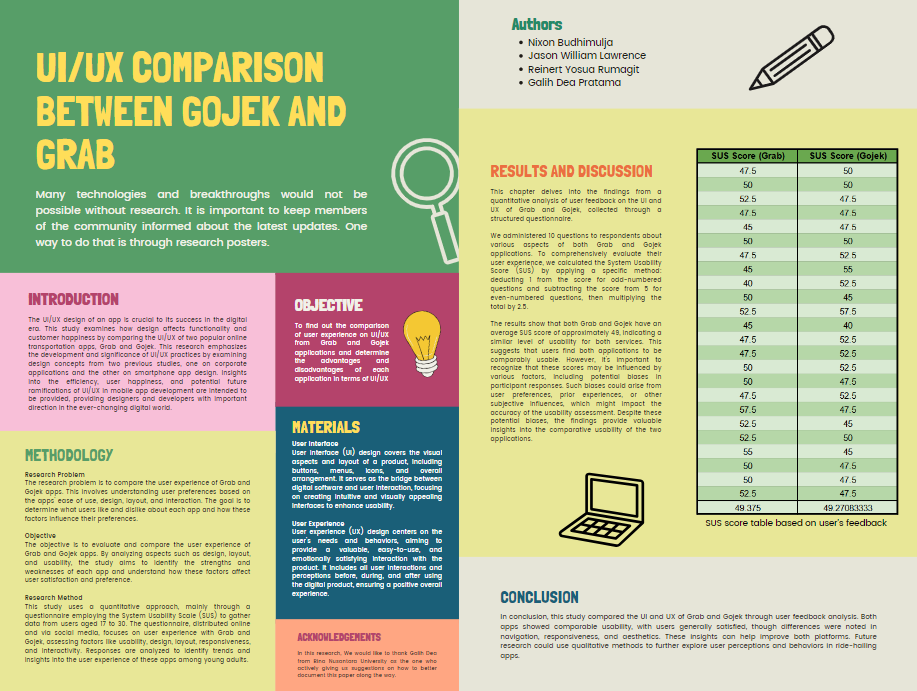 UI/UX COMPARISON
BETWEEN GOJEK AND
GRAB
Many technologies and breakthroughs would not be
possible without research. It is important to keep members
of the community informed about the latest updates. One
way to do that is through research posters.
INTRODUCTION
The UI/UX design of an app is crucial to its success in the digital
era. This study examines how design affects functionality and
customer happiness by comparing the UI/UX of two popular online
transportation apps, Grab and Gojek. This research emphasizes
the development and significance of UI/UX practices by examining
design concepts from two previous studies, one on corporate
applications and the other on smartphone app design. Insights
into the efficiency, user happiness, and potential future
ramifications of UI/UX in mobile app development are intended to
be provided, providing designers and developers with important
direction in the ever-changing digital world.
OBJECTIVE
To find out the comparison
of user experience on UI/UX
from Grab and Gojek
applications and determine
the advantages and
disadvantages of each
application in terms of UI/UX
METHODOLOGY
Research Problem
The research problem is to compare the user experience of Grab and
Gojek apps. This involves understanding user preferences based on
the apps' ease of use, design, layout, and interaction. The goal is to
determine what users like and dislike about each app and how these
factors influence their preferences.
Objective
The objective is to evaluate and compare the user experience of
Grab and Gojek apps. By analyzing aspects such as design, layout,
and usability, the study aims to identify the strengths and
weaknesses of each app and understand how these factors affect
user satisfaction and preference.
Research Method
This study uses a quantitative approach, mainly through a
questionnaire employing the System Usability Scale (SUS) to gather
data from users aged 17 to 30. The questionnaire, distributed online
and via social media, focuses on user experience with Grab and
Gojek, assessing factors like usability, design, layout, responsiveness,
and interactivity. Responses are analyzed to identify trends and
insights into the user experience of these apps among young adults.
MATERIALS
User Interface
User Interface (UI) design covers the visual
aspects and layout of a product, including
buttons, menus, icons, and overall
arrangement. It serves as the bridge between
digital software and user interaction, focusing
on creating intuitive and visually appealing
interfaces to enhance usability.
User Experience
User experience (UX) design centers on the
user's needs and behaviors, aiming to
provide a valuable, easy-to-use, and
emotionally satisfying interaction with the
product. It includes all user interactions and
perceptions before, during, and after using
the digital product, ensuring a positive overall
experience.
ACKNOWLEDGEMENTS
In this research, We would like to thank Galih Dea
from Bina Nusantara University as the one who
actively giving us suggestions on how to better
document this paper along the way.
Authors
• Nixon Budhimulja
• Jason William Lawrence
• Reinert Yosua Rumagit
• Galih Dea Pratama
RESULTS AND DISCUSSION
This chapter delves into the findings from a
quantitative analysis of user feedback on the UI and
UX of Grab and Gojek, collected through a
structured questionnaire.
We administered 10 questions to respondents about
various aspects of both Grab and Gojek
applications. To comprehensively evaluate their
user experience, we calculated the System Usability
Score (SUS) by applying a specific method:
deducting 1 from the score for odd-numbered
questions and subtracting the score from 5 for
even-numbered questions, then multiplying the
total by 2.5.
The results show that both Grab and Gojek have an
average SUS score of approximately 49, indicating a
similar level of usability for both services. This
suggests that users find both applications to be
comparably usable. However, it's important to
recognize that these scores may be influenced by
various factors, including potential biases in
participant responses. Such biases could arise from
user preferences, prior experiences, or other
subjective influences, which might impact the
accuracy of the usability assessment. Despite these
potential biases, the findings provide valuable
insights into the comparative usability of the two
applications.
SUS Score (Grab) SUS Score (Gojek)
47.5 50
50 50
52.5 47.5
47.5 47.5
45 47.5
50 50
47.5 52.5
45 55
40 52.5
50 45
52.5 57.5
45 40
47.5 52.5
47.5 52.5
50 52.5
50 47.5
47.5 52.5
57.5 47.5
52.5 45
52.5 50
55 45
50 47.5
50 47.5
52.5 47.5
49.375 49.27083333
SUS score table based on user's feedback
CONCLUSION
In conclusion, this study compared the UI and UX of Grab and Gojek through user feedback analysis. Both
apps showed comparable usability, with users generally satisfied, though differences were noted in
navigation, responsiveness, and aesthetics. These insights can help improve both platforms. Future
research could use qualitative methods to further explore user perceptions and behaviors in ride-hailing
apps.